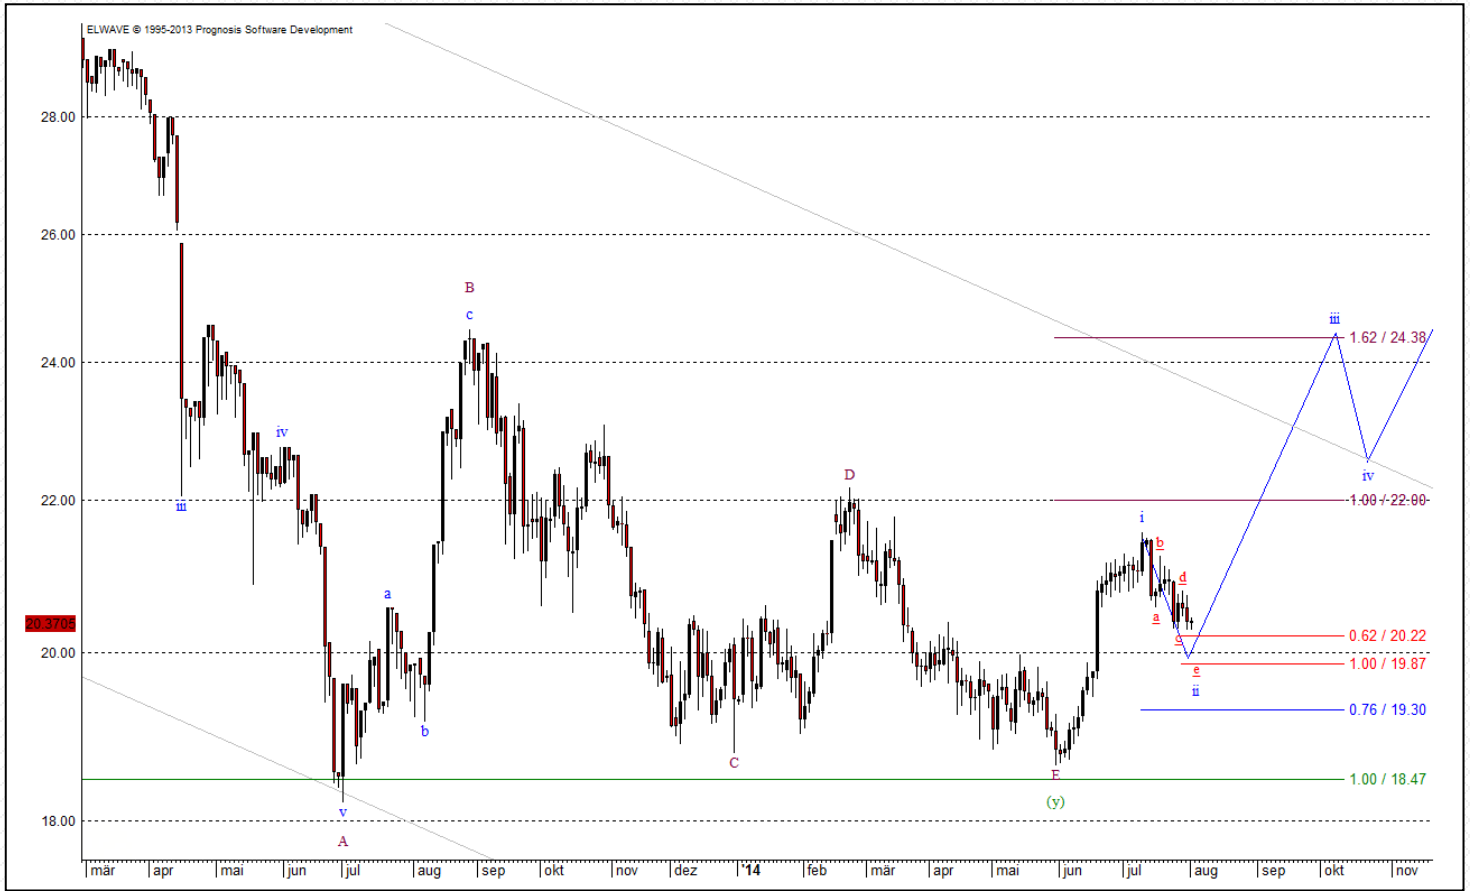 ELWAVE © 1995-2013 Prognosis Software Development
28.00
26.00
B
c
iii
1.62 / 24.38
24.00
iv
D
iv
22.00
iii
1.00 / 22.00
i
b
d
a
a
20.3705
c
0.62 / 20.22
20.00
1.00 / 19.87
e
ii
b
0.76 / 19.30
C
E
1.00 / 18.47
(y)
v
18.00
A
mär apr mai jun jul aug sep okt nov dez '14 feb mär apr mai jun jul aug sep okt nov